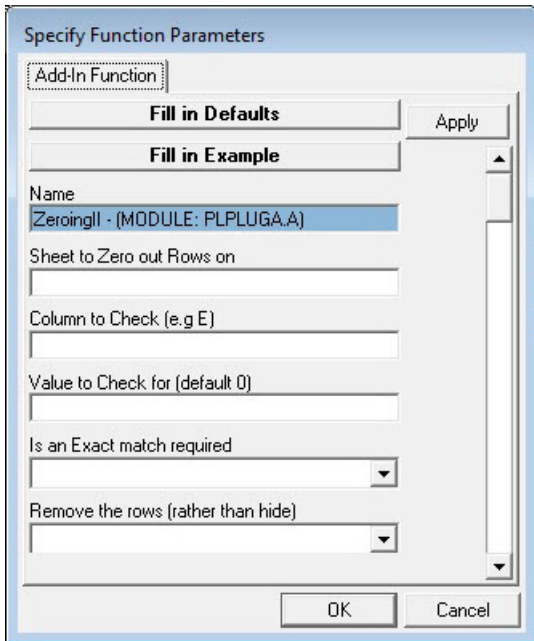 Specify Function Parameters
Add-In Function
Fill in Defaults
Apply
Fill in Example
Name
ZeroingII - (MODULE: PLPLUGA.A)
Sheet to Zero out Rows on
Column to Check (e.g E)
Value to Check for (default 0)
Is an Exact match required
Remove the rows (rather than hide)
OK
Cancel